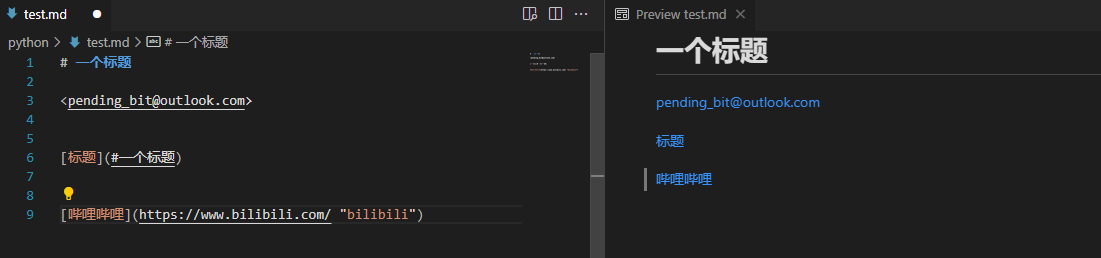 test.md
Preview test.md
python > test.md > # 一个标题
1 # 一个标题
2
3 <pending_bit@outlook.com>
4
5
6 [标题](#一个标题)
7
8
9 [哔哩哔哩](https://www.bilibili.com/ "bilibili")
一个标题
pending_bit@outlook.com
标题
哔哩哔哩